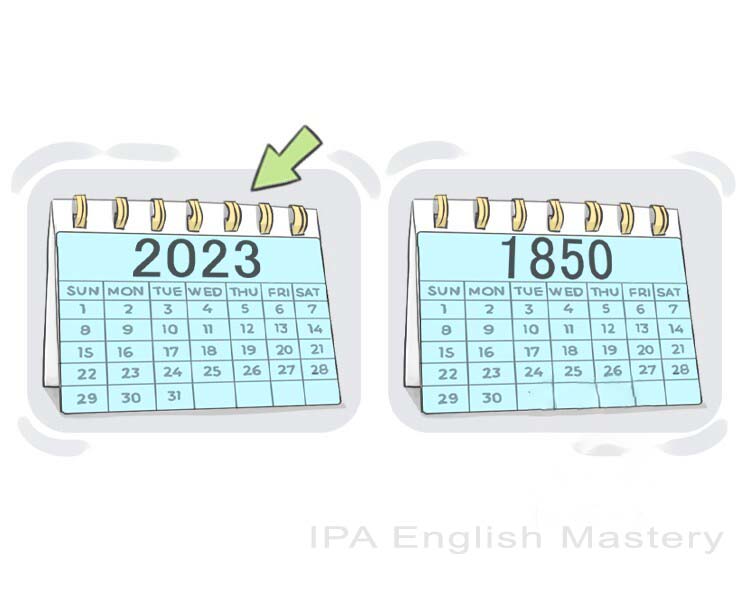 2023
SUN MON TUE WED THU FRI SAT
1 2 3 4 5 6 7
8 9 10 11 12 13 14
15 16 17 18 19 20 21
22 23 24 25 26 27 28
29 30 31
1850
SUN MON TUE WED THU FRI SAT
1 2 3 4 5 6 7
8 9 10 11 12 13 14
15 16 17 18 19 20 21
22 23 24 25 26 27 28
29 30
IPA English Mastery